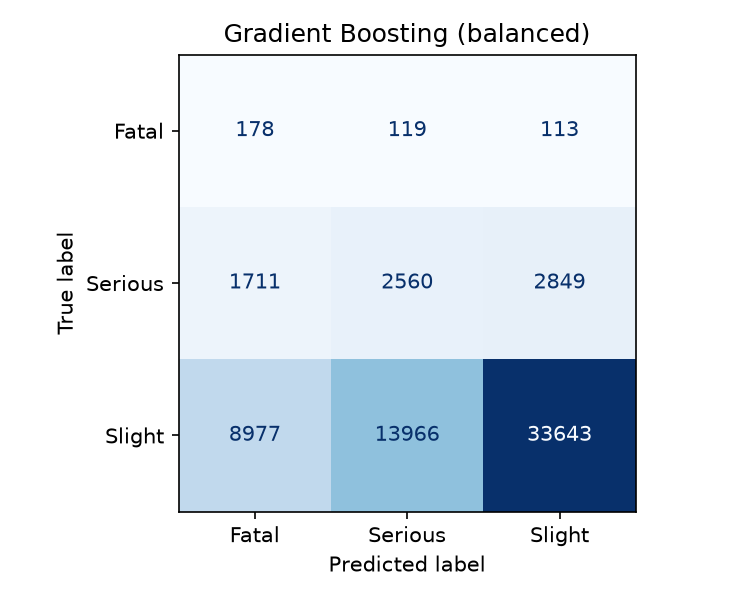 Gradient Boosting (balanced)
Fatal 178 119 113
Serious 1711 2560 2849
Slight 8977 13966 33643
True label
Fatal Serious Slight
Predicted label